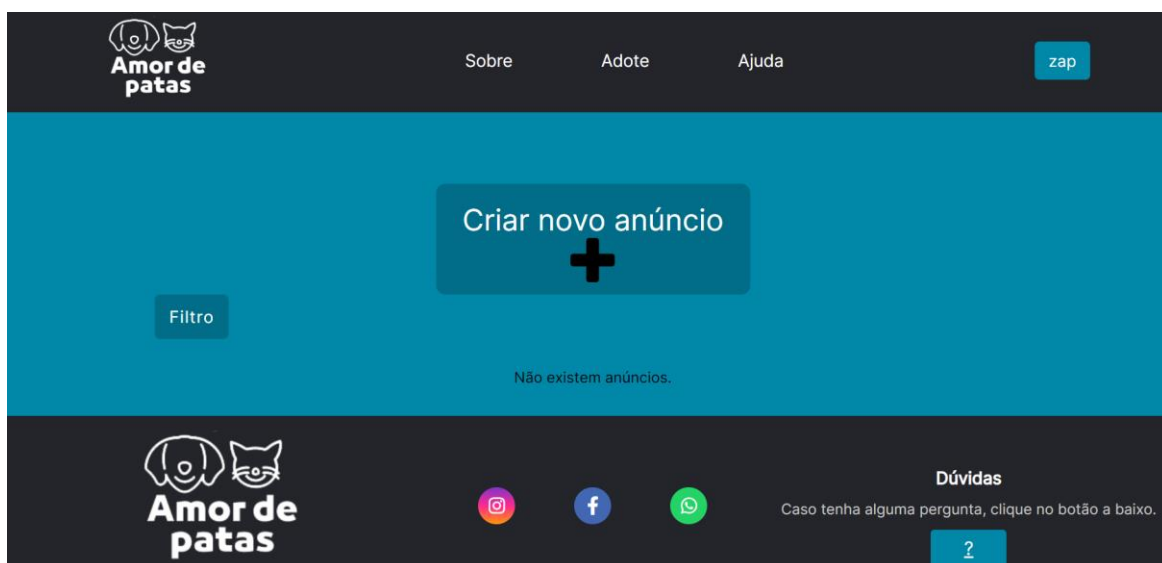 Amor de
patas
Sobre
Adote
Ajuda
zap
Criar novo anúncio
Filtro
Não existem anúncios.
Amor de
patas
Dúvidas
Caso tenha alguma pergunta, clique no botão a baixo.
?